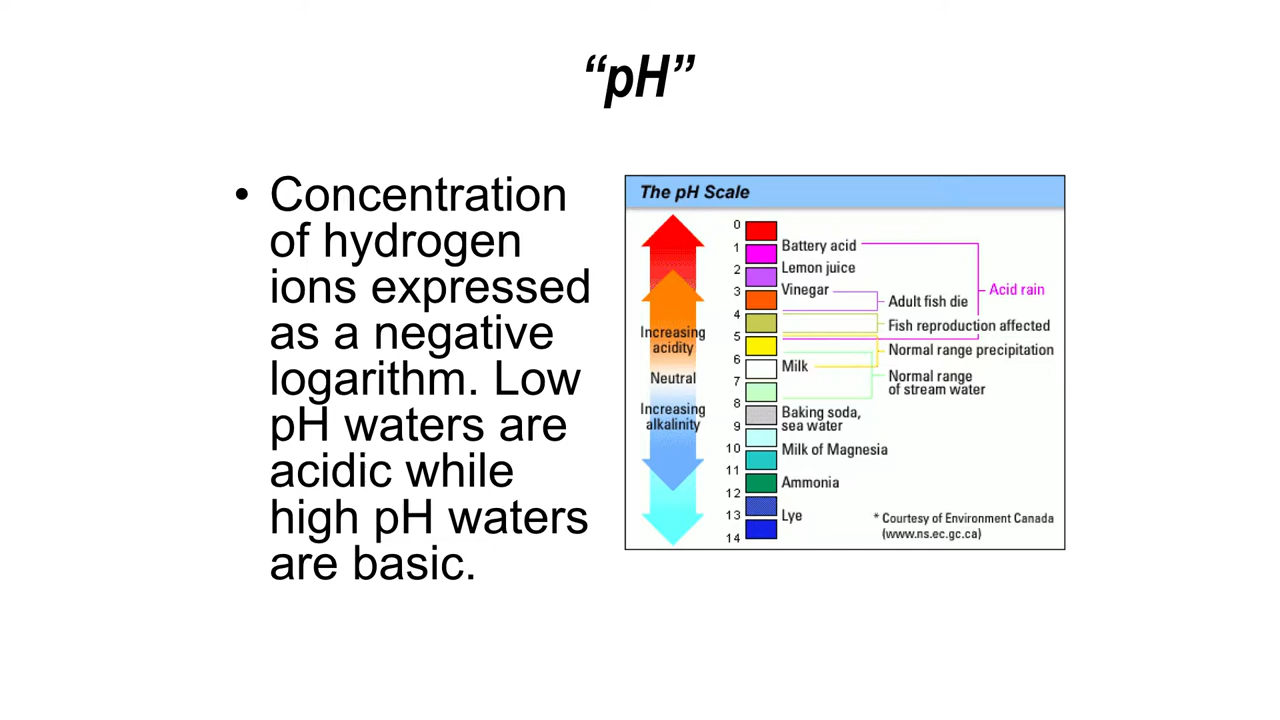 “pH”
• Concentration
of hydrogen
ions expressed
as a negative
logarithm. Low
pH waters are
acidic while
high pH waters
are basic.
The pH Scale
0
1
2
3
4
5
6
7
8
9
10
11
12
13
14
Increasing
acidity
Neutral
Increasing
alkalinity
Battery acid
Lemon juice
Vinegar
Milk
Baking soda,
sea water
Milk of Magnesia
Ammonia
Lye
Acid rain
Adult fish die
Fish reproduction affected
Normal range precipitation
Normal range
of stream water
* Courtesy of Environment Canada
(www.ns.ec.gc.ca)